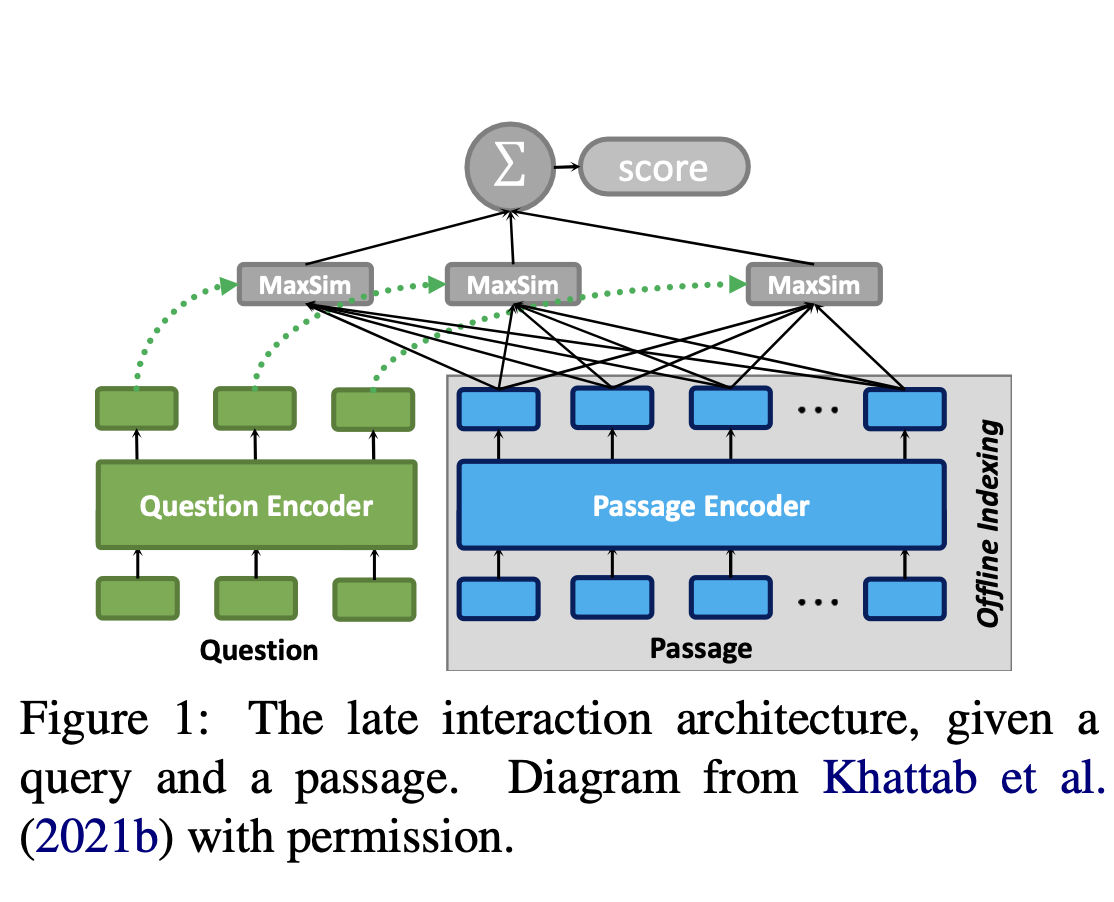 Σ
score
MaxSim
MaxSim
MaxSim
Question Encoder
Passage Encoder
Offline Indexing
Question
Passage
Figure 1: The late interaction architecture, given a
query and a passage. Diagram from Khattab et al.
(2021b) with permission.